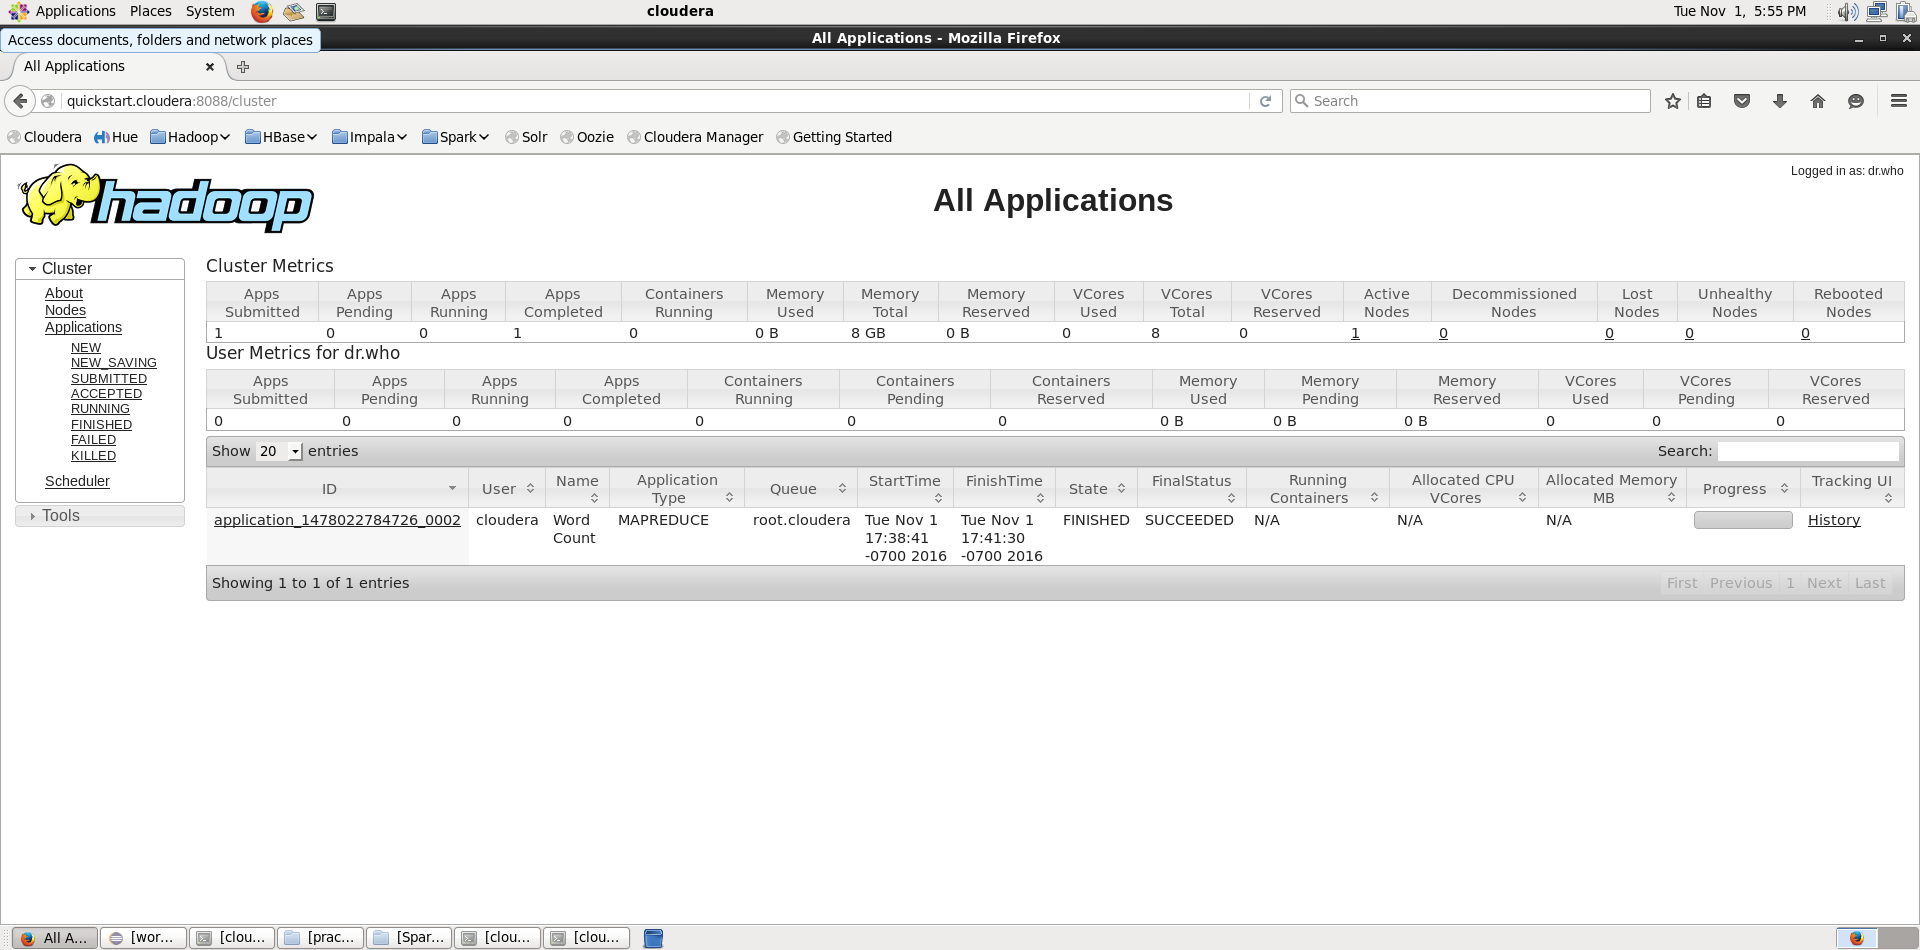 Applications Places System
cloudera
Tue Nov 1, 5:55 PM
Access documents, folders and network places
All Applications - Mozilla Firefox
All Applications
quickstart.cloudera:8088/cluster
Search
Cloudera Hue Hadoop HBase Impala Spark Solr Oozie Cloudera Manager Getting Started
hadoop
All Applications
Logged in as: dr.who
Cluster
About
Nodes
Applications
NEW
NEW_SAVING
SUBMITTED
ACCEPTED
RUNNING
FINISHED
FAILED
KILLED
Scheduler
Tools
Cluster Metrics
Apps Submitted Apps Pending Apps Running Apps Completed Containers Running Memory Used Memory Total Memory Reserved VCores Used VCores Total VCores Reserved Active Nodes Decommissioned Nodes Lost Nodes Unhealthy Nodes Rebooted Nodes
1 0 0 1 0 0 B 8 GB 0 B 0 8 0 1 0 0 0 0
User Metrics for dr.who
Apps Submitted Apps Pending Apps Running Apps Completed Containers Running Containers Pending Containers Reserved Memory Used Memory Pending Memory Reserved VCores Used VCores Pending VCores Reserved
0 0 0 0 0 0 0 0 B 0 B 0 B 0 0 0
Show 20 entries
Search:
ID User Name Application Type Queue StartTime FinishTime State FinalStatus Running Containers Allocated CPU VCores Allocated Memory MB Progress Tracking UI
application_1478022784726_0002 cloudera Word Count MAPREDUCE root.cloudera Tue Nov 1 17:38:41 -0700 2016 Tue Nov 1 17:41:30 -0700 2016 FINISHED SUCCEEDED N/A N/A N/A History
Showing 1 to 1 of 1 entries
First Previous 1 Next Last
All A... [wor... [clou... [prac... [Spar... [clou... [clou...